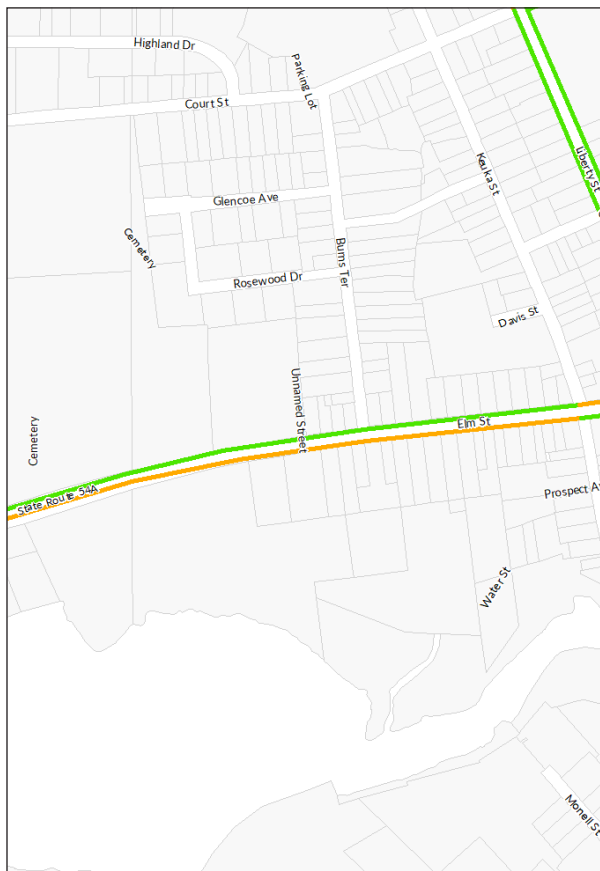 Highland Dr
Parking Lot
Court St
Keuka St
Liberty St
Glencoe Ave
Cemetery
Burns Ter
Rosewood Dr
Davis St
Unnamed Street
Elm St
Cemetery
State Route 54A
Prospect Av
Water St
Monell St